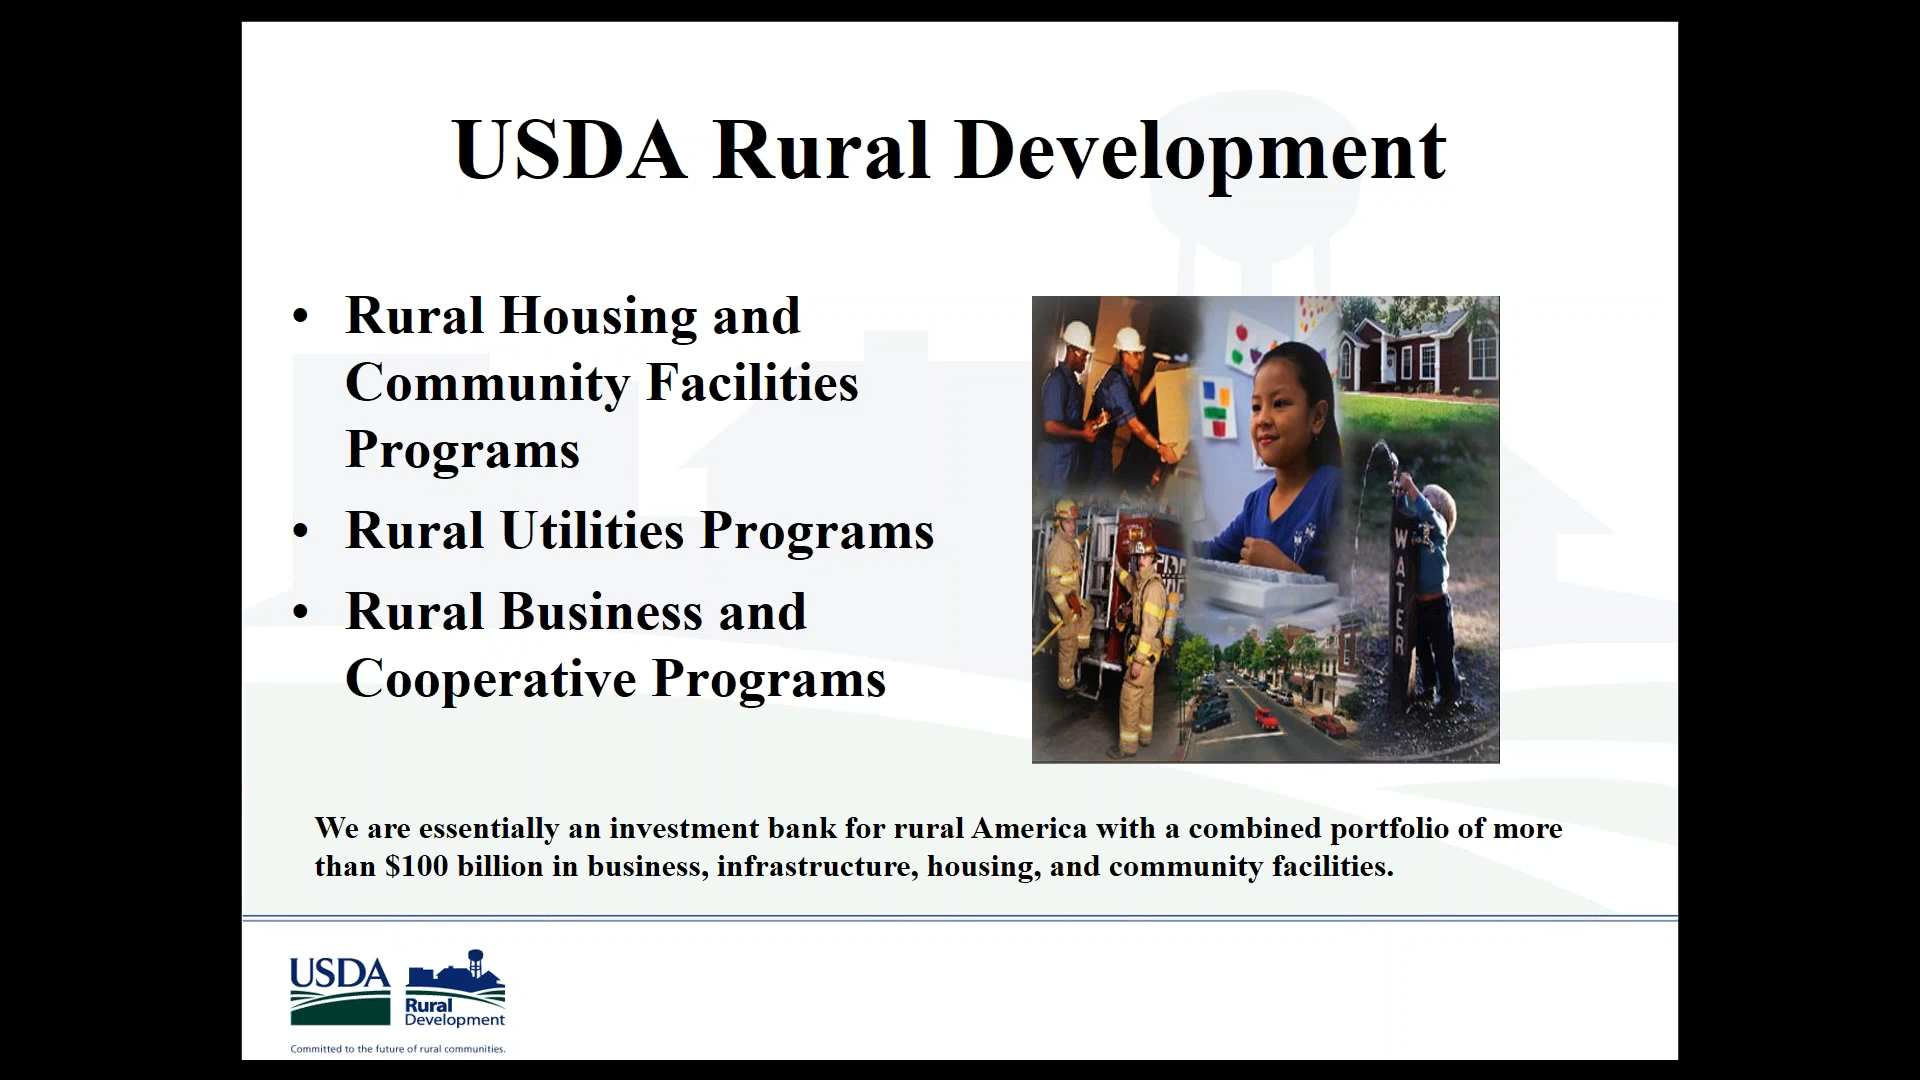 USDA Rural Development
• Rural Housing and
Community Facilities
Programs
• Rural Utilities Programs
• Rural Business and
Cooperative Programs
WATER
We are essentially an investment bank for rural America with a combined portfolio of more
than $100 billion in business, infrastructure, housing, and community facilities.
USDA
Rural
Development
Committed to the future of rural communities.